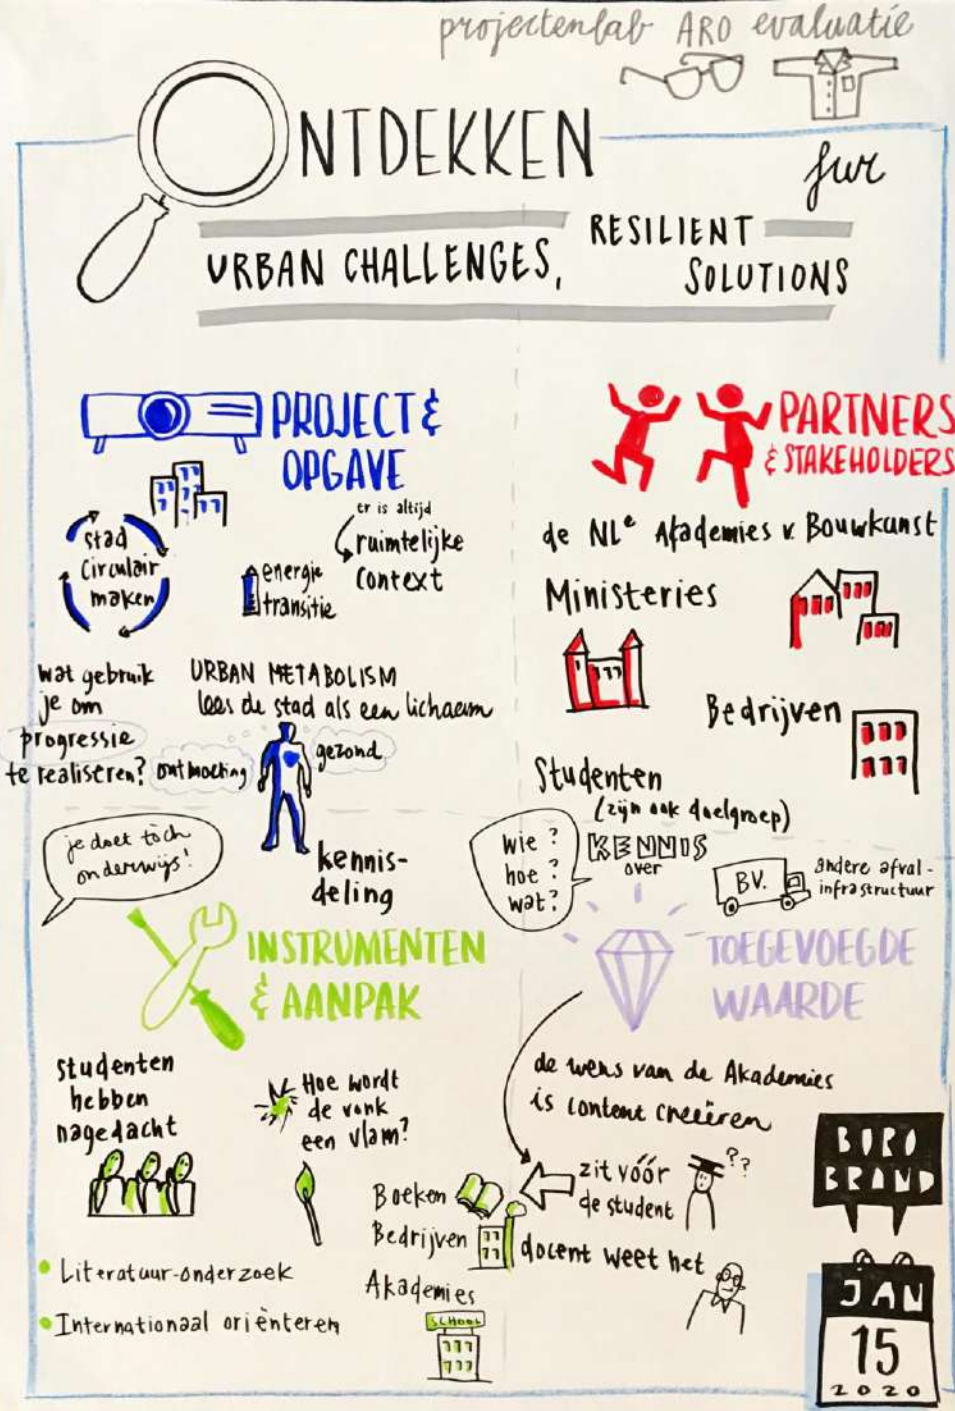 projectenlab ARO evaluatie
ONTDEKKEN
URBAN CHALLENGES,
RESILIENT
SOLUTIONS
PROJECT &
OPGAVE
stad
circulair
maken
energie
transitie
er is altijd
ruimtelijke
context
wat gebruik
je om
progressie
te realiseren?
URBAN METABOLISM
lees de stad als een lichaam
ontmoeting
gezond
je doet tòch
onderwijs!
kennis-
deling
PARTNERS
& STAKEHOLDERS
de NLe Akademies v. Bouwkunst
Ministeries
Bedrijven
Studenten
(zijn ook doelgroep)
wie?
hoe?
wat?
KENNIS
over
BV.
andere afval-
infrastructuur
INSTRUMENTEN
& AANPAK
studenten
hebben
nagedacht
Hoe wordt
de vonk
een vlam?
Literatuur-onderzoek
Internationaal oriënteren
Boeken
Bedrijven
Akademies
SCHOOL
TOEGEVOEGDE
WAARDE
de wens van de Akademies
is content creëren
zit vóór
de student
??
docent weet het
BURO
BRAND
JAN
15
2020